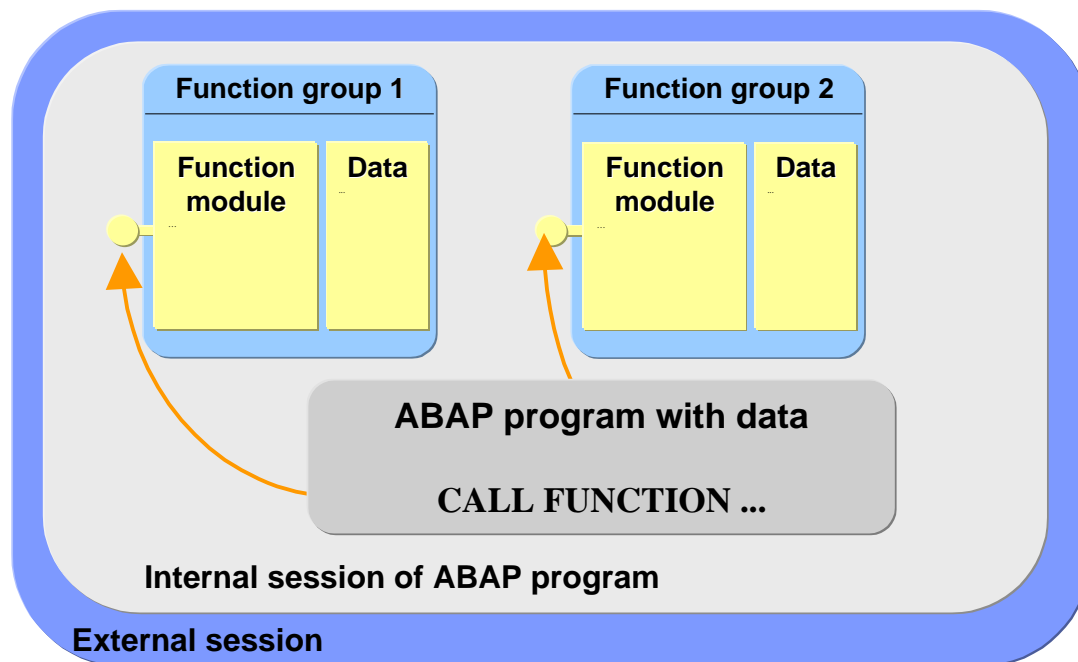 Function group 1
Function
module
...
Data
...
Function group 2
Function
module
...
Data
...
ABAP program with data
CALL FUNCTION ...
Internal session of ABAP program
External session